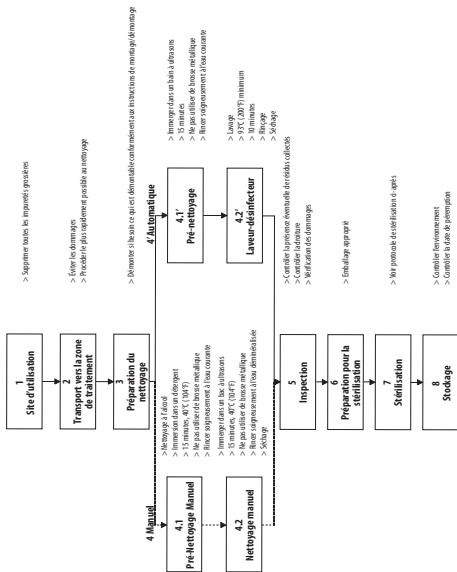 1
Site d'utilisation
> Supprimer toutes les impuretés grossières
2
Transport vers la zone
de traitement
> Eviter les dommages
> Procéder le plus rapidement possible au nettoyage
3
Préparation du
nettoyage
> Démonter si besoin ce qui est démontable conformément aux instructions de montage/démontage
4 Manuel
4.1
Pré-Nettoyage Manuel
> Nettoyage à l'alcool
> Immersion dans un détergent
> 15 minutes, 40°C (104°F)
> Ne pas utiliser de brosse métallique
> Rincer soigneusement à l'eau courante
4.2
Nettoyage manuel
> Immerger dans un bac à ultrasons
> 15 minutes, 40°C (104°F)
> Ne pas utiliser de brosse métallique
> Rincer soigneusement à l'eau déminéralisée
> Séchage
4' Automatique
4.1'
Pré-nettoyage
> Immerger dans un bain à ultrasons
> 15 minutes
> Ne pas utiliser de brosse métallique
> Rincer soigneusement à l'eau courante
4.2'
Laveur-désinfecteur
> Lavage
> 93°C (200°F) minimum
> 10 minutes
> Rinçage
> Séchage
5
Inspection
> Contrôler la présence éventuelle de résidus collectés
> Contrôler la droiture
> Vérification des dommages
6
Préparation pour la
stérilisation
> Emballage approprié
7
Stérilisation
> Voir protocole de stérilisation ci-après
8
Stockage
> Contrôler l'environnement
> Contrôler la date de péremption